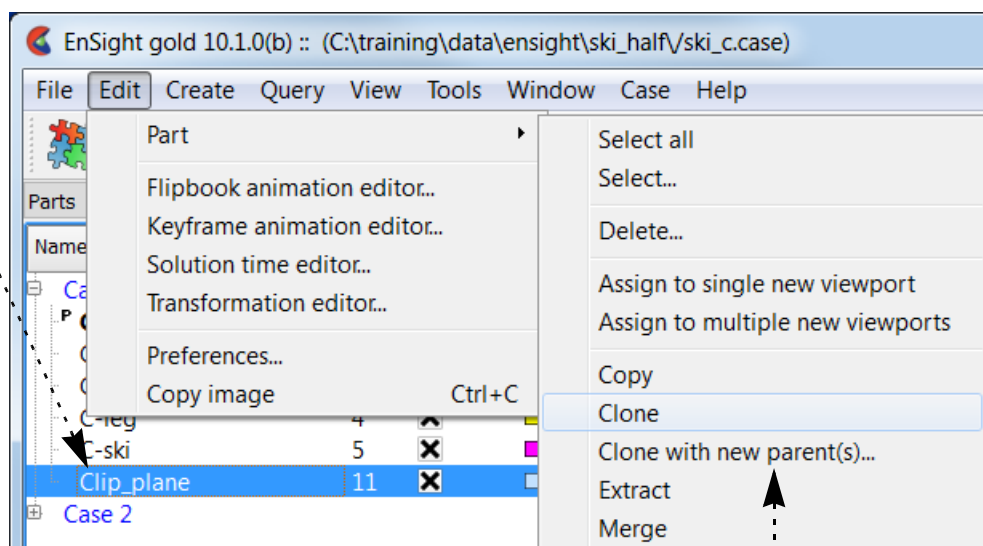 EnSight gold 10.1.0(b) :: (C:\training\data\ensight\ski_half\/ski_c.case)
File Edit Create Query View Tools Window Case Help
Part
Flipbook animation editor...
Keyframe animation editor...
Solution time editor...
Transformation editor...
Preferences...
Copy image Ctrl+C
Select all
Select...
Delete...
Assign to single new viewport
Assign to multiple new viewports
Copy
Clone
Clone with new parent(s)...
Extract
Merge
Parts
Name
P
C-leg 4
C-ski 5
Clip_plane 11
Case 2